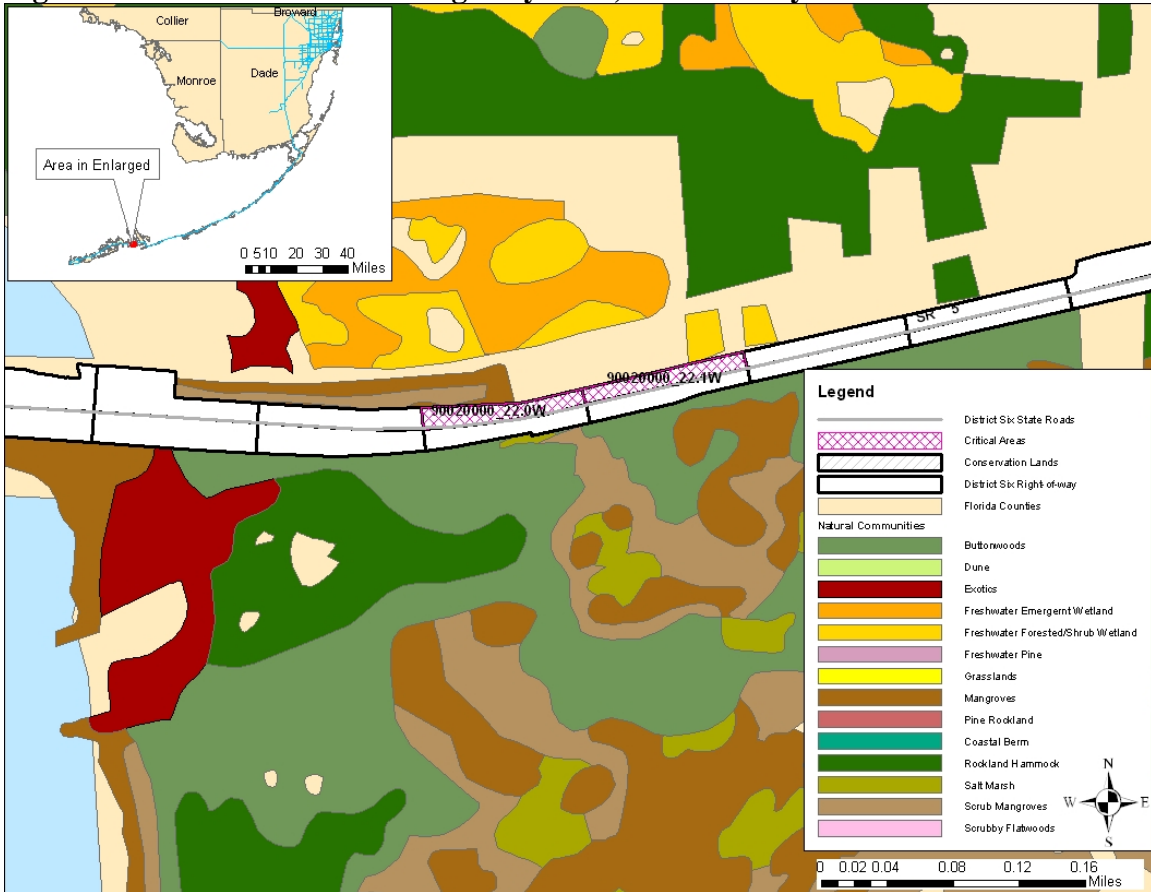 Collier
Broward
Monroe
Dade
Area in Enlarged
0 5 10 20 30 40
Miles
SR 5
90020000_22.1W
90020000_22.0W
Legend
District Six State Roads
Critical Areas
Conservation Lands
District Six Right-of-way
Florida Counties
Natural Communities
Buttonwoods
Dune
Exotics
Freshwater Emergernt Wetland
Freshwater Forested/Shrub Wetland
Freshwater Pine
Grasslands
Mangroves
Pine Rockland
Coastal Berm
Rockland Hammock
Salt Marsh
Scrub Mangroves
Scrubby Flatwoods
N
W E
S
0 0.02 0.04 0.08 0.12 0.16
Miles